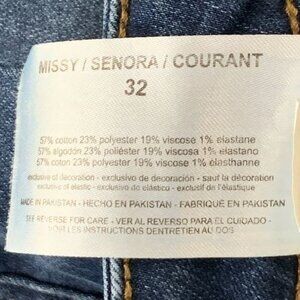 MISSY / SENORA / COURANT
32
57% cotton 23% polyester 19% viscose 1% elastane
57% algodón 23% poliéster 19% viscosa 1% elastano
57% coton 23% polyester 19% viscose 1% élasthanne
exclusive of decoration - exclusivo de decoración - sauf la décoration
exclusive of elastic - exclusivo de elástico - exclusif de l'élastique
MADE IN PAKISTAN - HECHO EN PAKISTAN - FABRIQUÉ EN PAKISTAN
SEE REVERSE FOR CARE - VER AL REVERSO PARA EL CUIDADO -
VOIR LES INSTRUCTIONS D'ENTRETIEN AU DOS